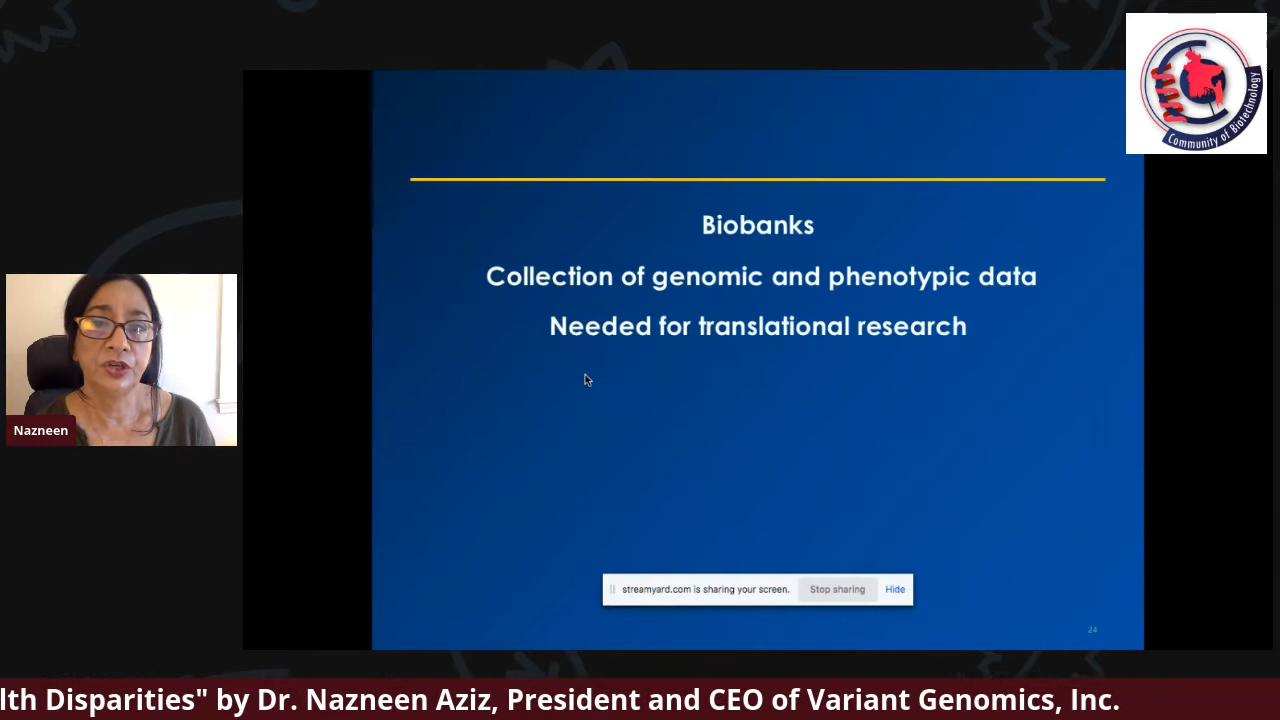 Community of Biotechnology
Biobanks
Collection of genomic and phenotypic data
Needed for translational research
Nazneen
streamyard.com is sharing your screen.
Stop sharing
Hide
24
lth Disparities" by Dr. Nazneen Aziz, President and CEO of Variant Genomics, Inc.